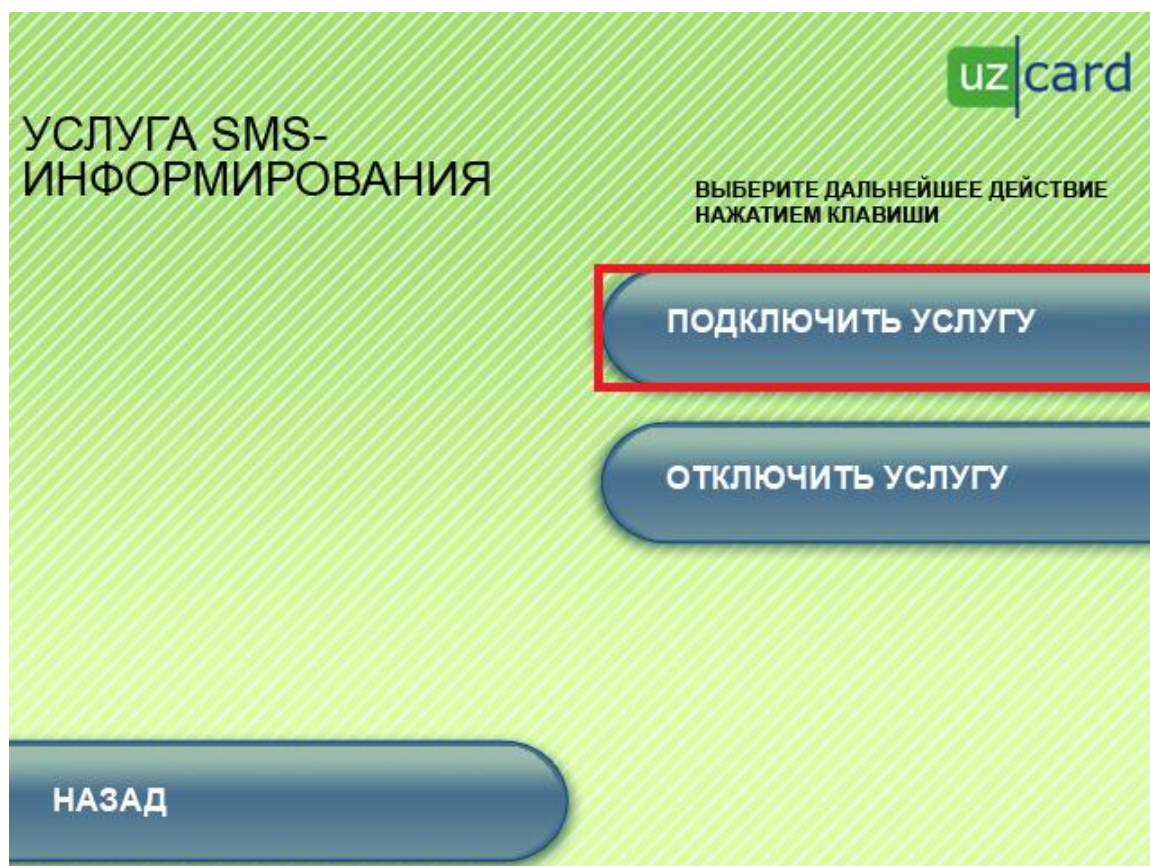 uz card
УСЛУГА SMS-
ИНФОРМИРОВАНИЯ
ВЫБЕРИТЕ ДАЛЬНЕЙШЕЕ ДЕЙСТВИЕ
НАЖАТИЕМ КЛАВИШИ
ПОДКЛЮЧИТЬ УСЛУГУ
ОТКЛЮЧИТЬ УСЛУГУ
НАЗАД